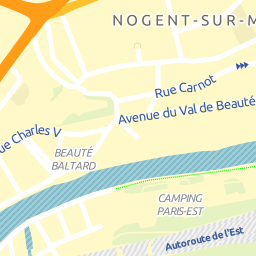 NOGENT-SUR-M
Rue Carnot
Avenue du Val de Beauté
ue Charles V
BEAUTÉ
BALTARD
CAMPING
PARIS-EST
Autoroute de l'Est